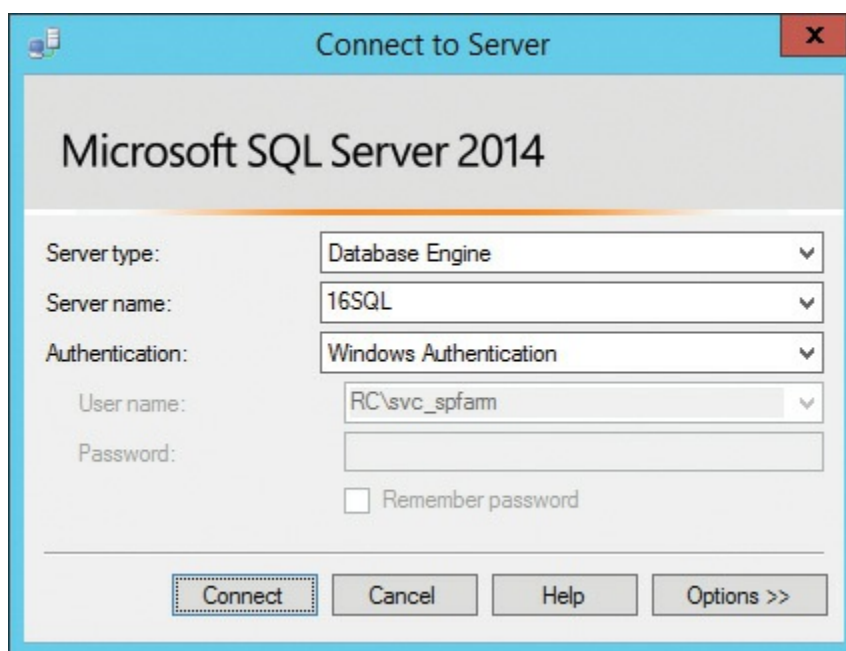 Connect to Server
x
Microsoft SQL Server 2014
Server type: Database Engine
Server name: 16SQL
Authentication: Windows Authentication
User name: RC\svc_spfarm
Password:
Remember password
Connect Cancel Help Options >>